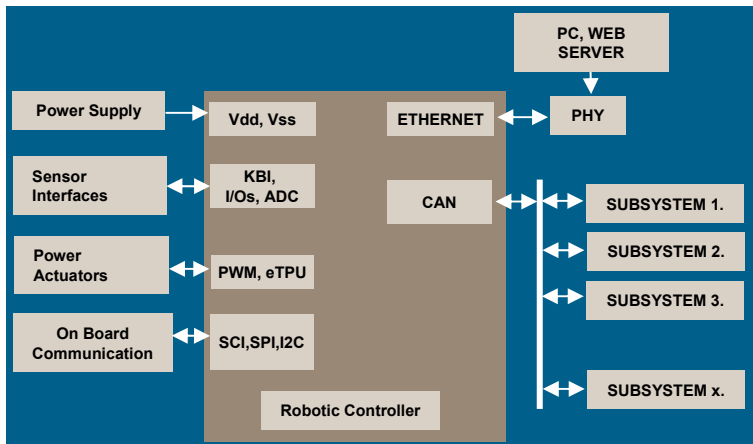 PC, WEB
SERVER
Power Supply
Vdd, Vss
ETHERNET
PHY
Sensor
Interfaces
KBI,
I/Os, ADC
CAN
SUBSYSTEM 1.
SUBSYSTEM 2.
Power
Actuators
PWM, eTPU
SUBSYSTEM 3.
On Board
Communication
SCI,SPI,I2C
SUBSYSTEM x.
Robotic Controller